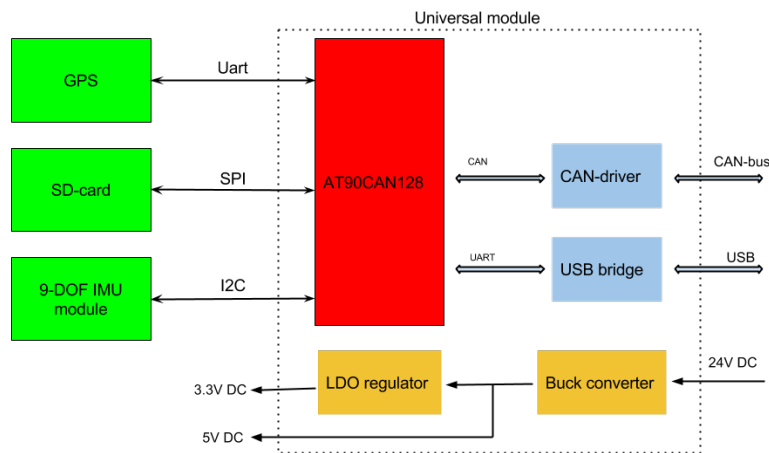 Universal module
GPS
Uart
SD-card
SPI
AT90CAN128
CAN
CAN-driver
CAN-bus
UART
USB bridge
USB
9-DOF IMU
module
I2C
LDO regulator
Buck converter
24V DC
3.3V DC
5V DC